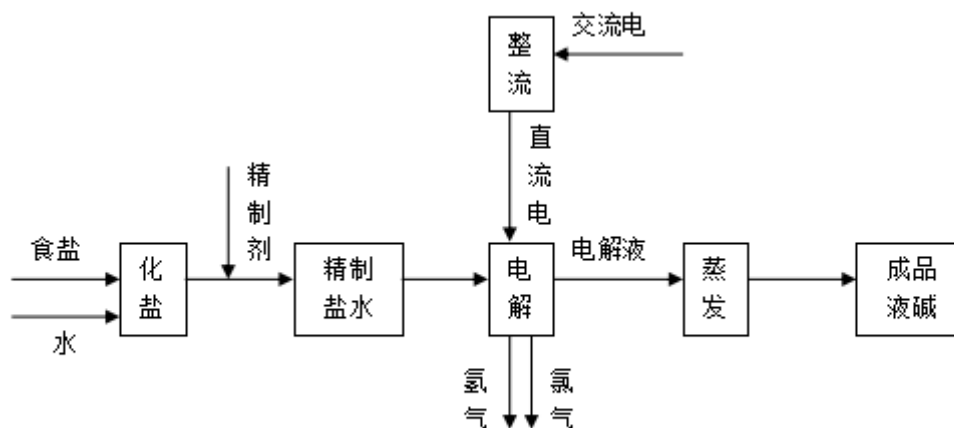 整流
交流电
直流电
精制剂
食盐
水
化盐
精制
盐水
电解
电解液
蒸发
成品
液碱
氢气
氯气